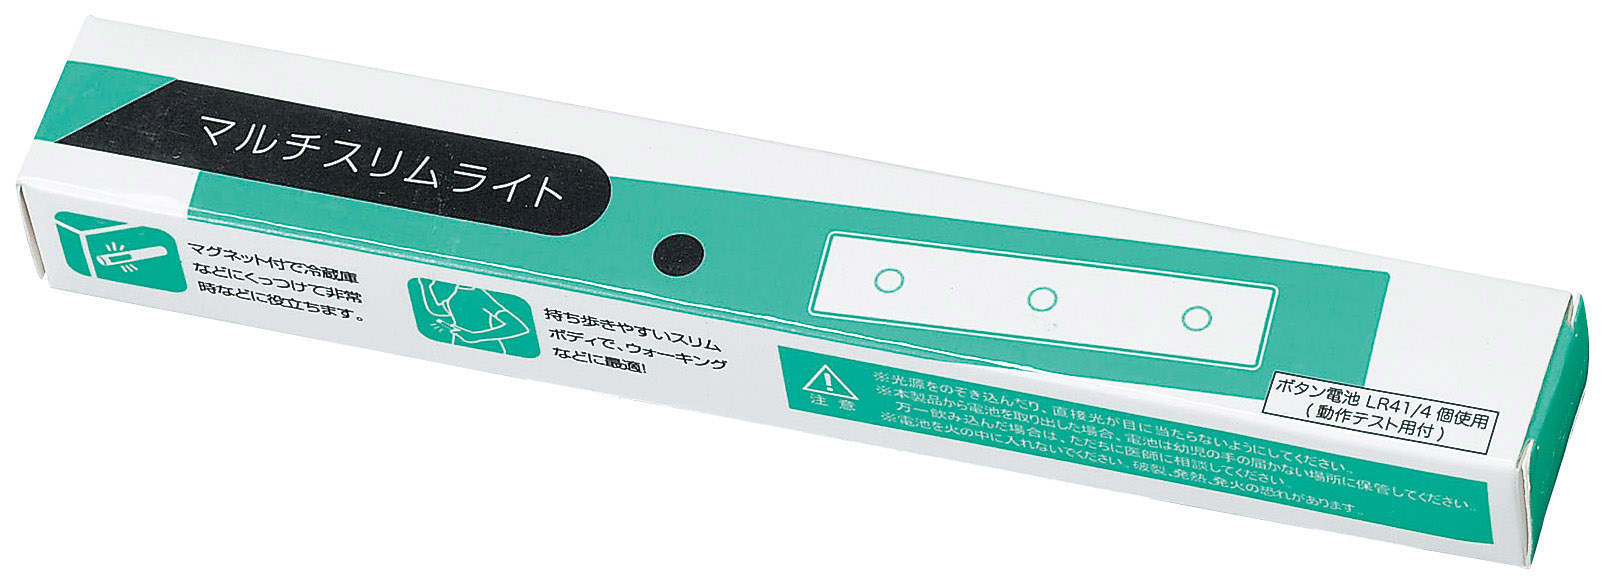 マルチスリムライト
マグネット付で冷蔵庫
などにくっつけて非常
時などに役立ちます。
持ち歩きやすいスリム
ボディで、ウォーキング
などに最適!
注意
※光源をのぞき込んだり、直接光が目に当たらないようにしてください。
※本製品から電池を取り出した場合、電池は幼児の手の届かない場所に保管してください。
万一飲み込んだ場合は、ただちに医師に相談してください。
※電池を火の中に入れないでください。破裂、発熱、発火の恐れがあります。
ボタン電池 LR41/4 個使用
(動作テスト用付)